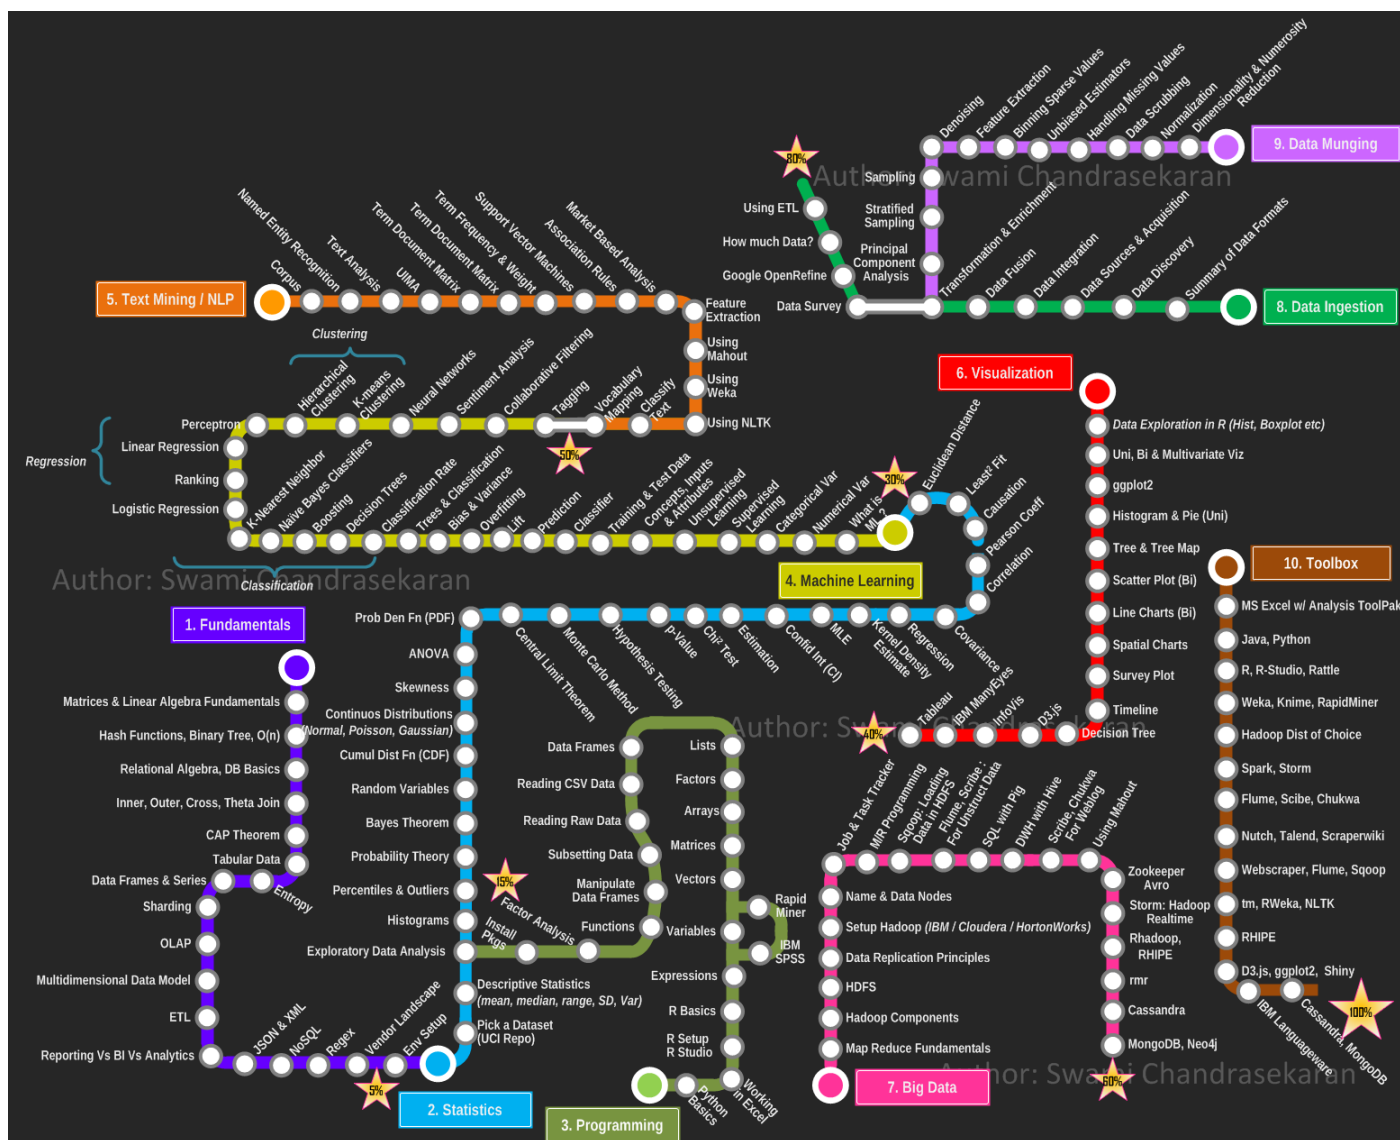 1. Fundamentals
Matrices & Linear Algebra Fundamentals
Hash Functions, Binary Tree, O(n)
Relational Algebra, DB Basics
Inner, Outer, Cross, Theta Join
CAP Theorem
Tabular Data
Entropy
Data Frames & Series
Sharding
OLAP
Multidimensional Data Model
ETL
Reporting Vs BI Vs Analytics
JSON & XML
NoSQL
Regex
Vendor Landscape
Env Setup
5%
2. Statistics
Pick a Dataset
(UCI Repo)
Descriptive Statistics
(mean, median, range, SD, Var)
Exploratory Data Analysis
Histograms
Percentiles & Outliers
Probability Theory
Bayes Theorem
Random Variables
Cumul Dist Fn (CDF)
Continuos Distributions
(Normal, Poisson, Gaussian)
Skewness
ANOVA
Prob Den Fn (PDF)
Central Limit Theorem
Monte Carlo Method
Hypothesis Testing
p-Value
Chi² Test
Estimation
Confid Int (CI)
MLE
Kernel Density
Estimate
Regression
Covariance
Correlation
Pearson Coeff
Causation
Least² Fit
Euclidean Distance
30%
3. Programming
Python
Basics
Working
in Excel
R Setup
R Studio
R Basics
Expressions
Variables
IBM
SPSS
Rapid
Miner
Vectors
Matrices
Arrays
Factors
Lists
Data Frames
Reading CSV Data
Reading Raw Data
Subsetting Data
Manipulate
Data Frames
Functions
Factor Analysis
Install
Pkgs
15%
4. Machine Learning
What is
ML?
Numerical Var
Categorical Var
Supervised
Learning
Unsupervised
Learning
Concepts, Inputs
& Attributes
Training & Test Data
Classifier
Prediction
Lift
Overfitting
Bias & Variance
Trees & Classification
Classification Rate
Decision Trees
Boosting
Naïve Bayes Classifiers
K-Nearest Neighbor
Classification
Logistic Regression
Ranking
Linear Regression
Perceptron
Regression
Hierarchical
Clustering
K-means
Clustering
Clustering
Neural Networks
Sentiment Analysis
Collaborative Filtering
Tagging
50%
5. Text Mining / NLP
Corpus
Named Entity Recognition
Text Analysis
UIMA
Term Document Matrix
Term Document Matrix
Term Frequency & Weight
Support Vector Machines
Association Rules
Market Based Analysis
Feature
Extraction
Using
Mahout
Using
Weka
Using NLTK
Classify
Text
Vocabulary
Mapping
6. Visualization
Data Exploration in R (Hist, Boxplot etc)
Uni, Bi & Multivariate Viz
ggplot2
Histogram & Pie (Uni)
Tree & Tree Map
Scatter Plot (Bi)
Line Charts (Bi)
Spatial Charts
Survey Plot
Timeline
Decision Tree
D3.js
InfoVis
IBM ManyEyes
Tableau
40%
7. Big Data
Map Reduce Fundamentals
Hadoop Components
HDFS
Data Replication Principles
Setup Hadoop (IBM / Cloudera / HortonWorks)
Name & Data Nodes
Job & Task Tracker
M/R Programming
Sqoop: Loading
Data in HDFS
Flume, Scribe :
For Unstruct Data
SQL with Pig
DWH with Hive
Scribe, Chukwa
For Weblog
Using Mahout
Zookeeper
Avro
Storm: Hadoop
Realtime
Rhadoop,
RHIPE
rmr
Cassandra
MongoDB, Neo4j
60%
8. Data Ingestion
Summary of Data Formats
Data Discovery
Data Sources & Acquisition
Data Integration
Data Fusion
Transformation & Enrichment
Data Survey
Google OpenRefine
How much Data?
Using ETL
80%
9. Data Munging
Dimensionality & Numerosity
Reduction
Normalization
Data Scrubbing
Handling Missing Values
Unbiased Estimators
Binning Sparse Values
Feature Extraction
Denoising
Sampling
Stratified
Sampling
Principal
Component
Analysis
10. Toolbox
MS Excel w/ Analysis ToolPak
Java, Python
R, R-Studio, Rattle
Weka, Knime, RapidMiner
Hadoop Dist of Choice
Spark, Storm
Flume, Scibe, Chukwa
Nutch, Talend, Scraperwiki
Webscraper, Flume, Sqoop
tm, RWeka, NLTK
RHIPE
D3.js, ggplot2, Shiny
IBM Languageware
Cassandra, MongoDB
100%
Author: Swami Chandrasekaran
Author: Swami Chandrasekaran
Author: Swami Chandrasekaran
Author: Swami Chandrasekaran